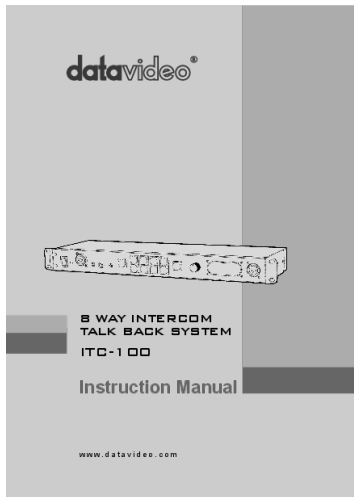 datavideo®
8 WAY INTERCOM
TALK BACK SYSTEM
ITC-100
Instruction Manual
www.datavideo.com